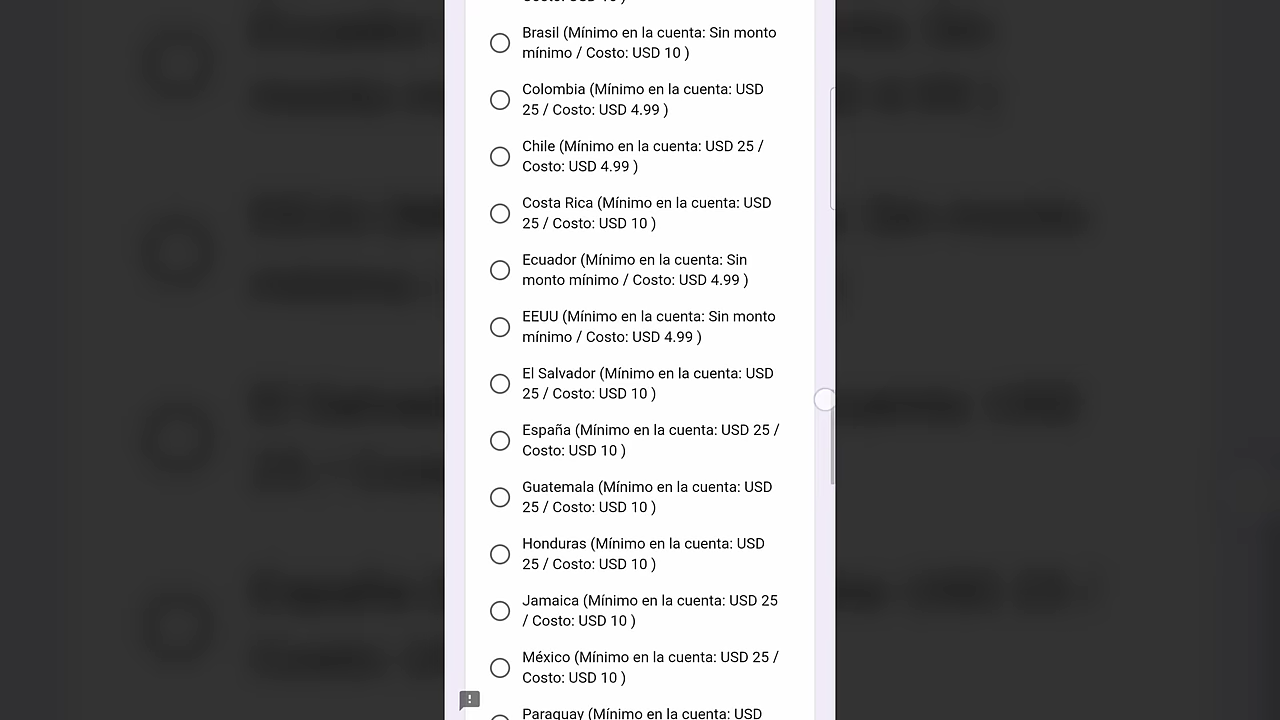 Brasil (Mínimo en la cuenta: Sin monto
mínimo / Costo: USD 10 )
Colombia (Mínimo en la cuenta: USD
25 / Costo: USD 4.99 )
Chile (Mínimo en la cuenta: USD 25 /
Costo: USD 4.99 )
Costa Rica (Mínimo en la cuenta: USD
25 / Costo: USD 10 )
Ecuador (Mínimo en la cuenta: Sin
monto mínimo / Costo: USD 4.99 )
EEUU (Mínimo en la cuenta: Sin monto
mínimo / Costo: USD 4.99 )
El Salvador (Mínimo en la cuenta: USD
25 / Costo: USD 10 )
España (Mínimo en la cuenta: USD 25 /
Costo: USD 10 )
Guatemala (Mínimo en la cuenta: USD
25 / Costo: USD 10 )
Honduras (Mínimo en la cuenta: USD
25 / Costo: USD 10 )
Jamaica (Mínimo en la cuenta: USD 25
/ Costo: USD 10 )
México (Mínimo en la cuenta: USD 25 /
Costo: USD 10 )
Paraguay (Mínimo en la cuenta: USD